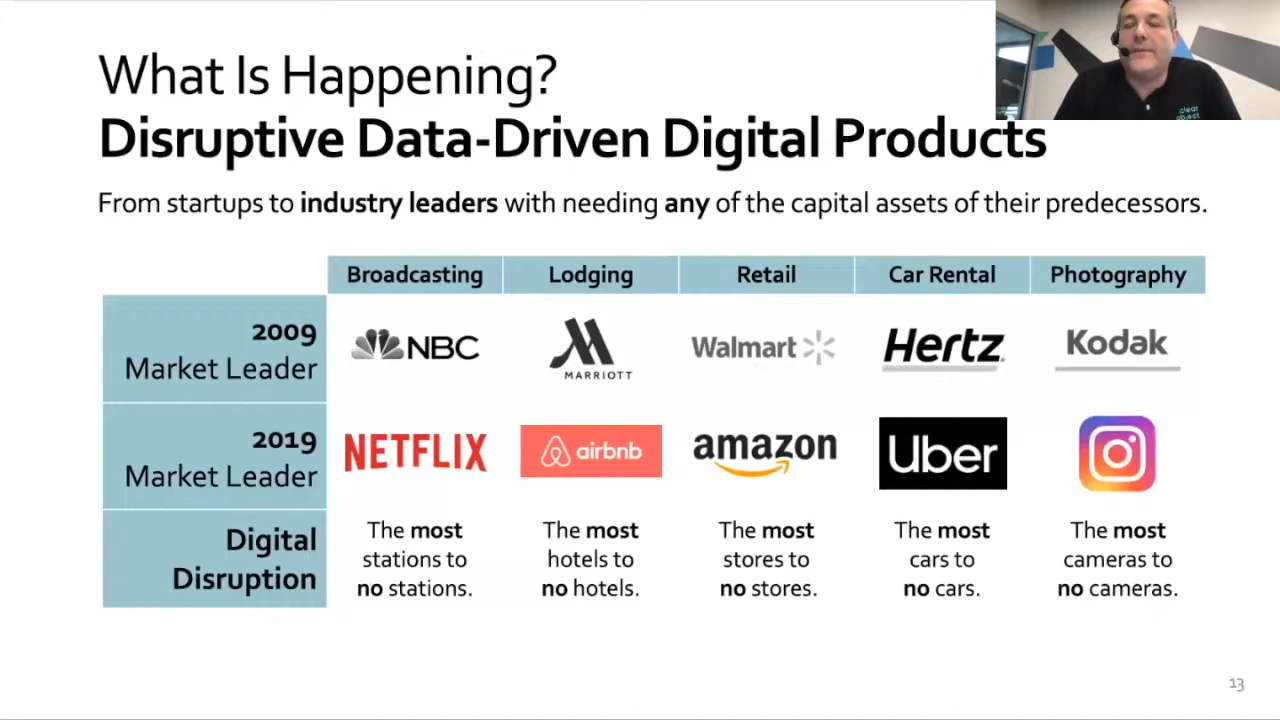 What Is Happening?
Disruptive Data-Driven Digital Products
From startups to industry leaders with needing any of the capital assets of their predecessors.
Broadcasting Lodging Retail Car Rental Photography
2009
Market Leader
NBC MARRIOTT Walmart Hertz Kodak
2019
Market Leader
NETFLIX airbnb amazon Uber
Digital
Disruption
The most The most The most The most The most
stations to hotels to stores to cars to cameras to
no stations. no hotels. no stores. no cars. no cameras.
13
clear
object